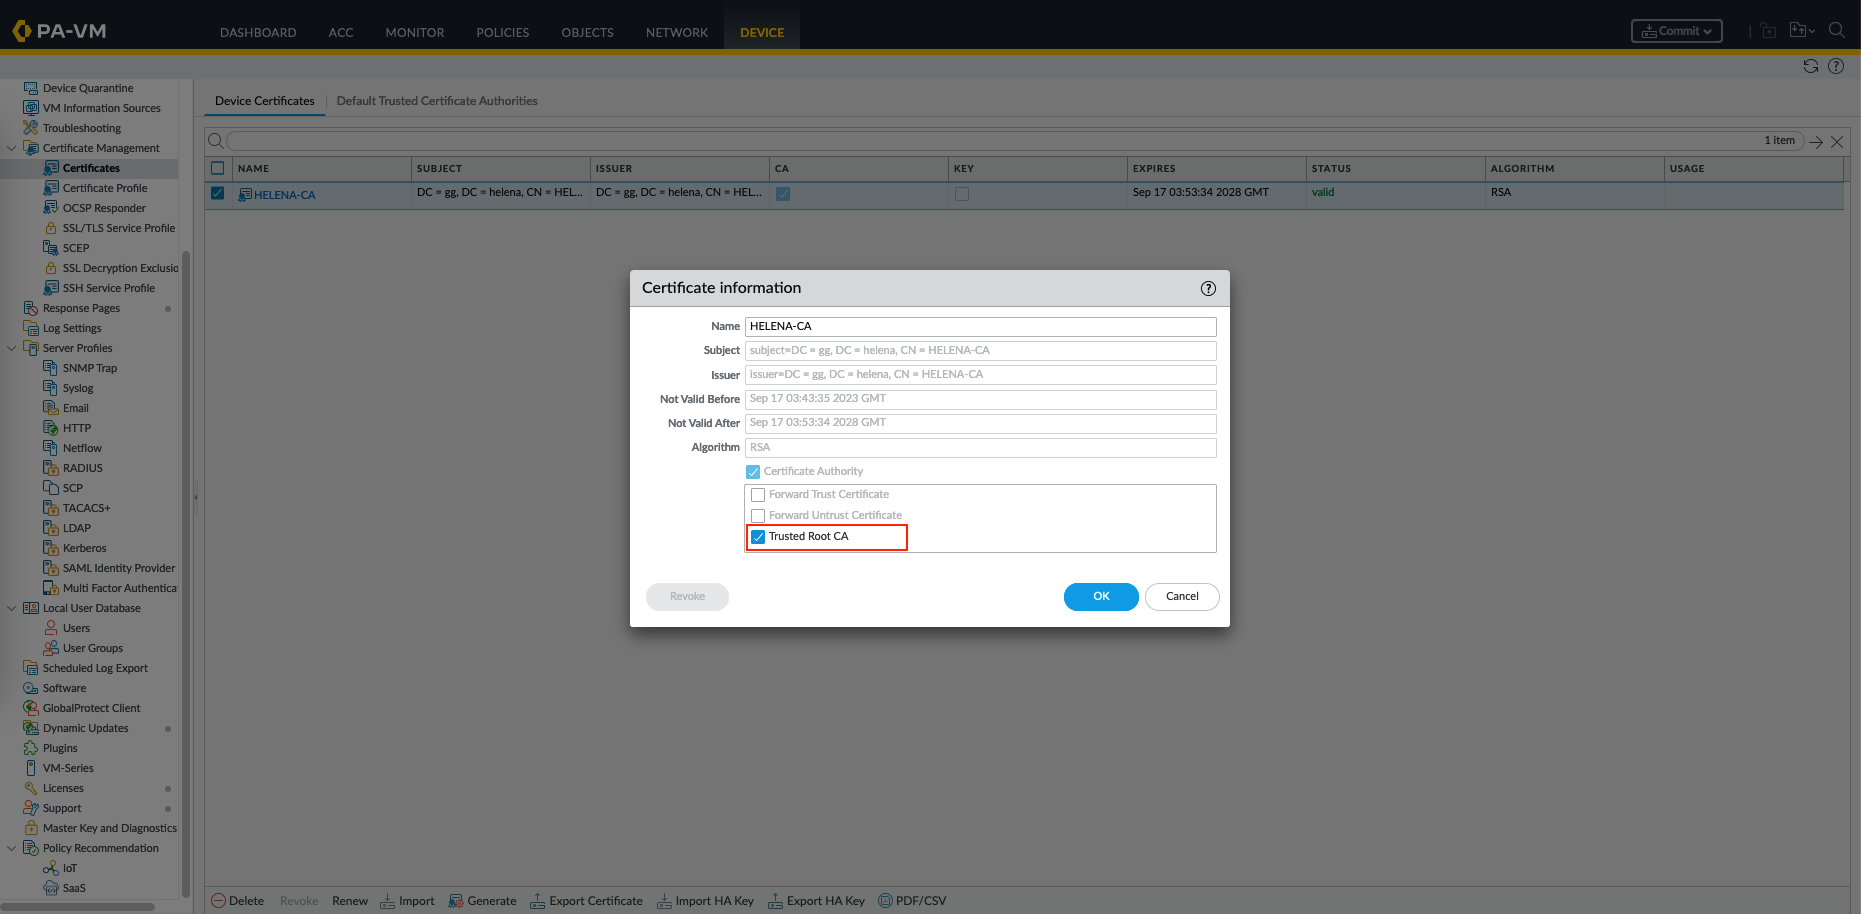 PA-VM
DASHBOARD ACC MONITOR POLICIES OBJECTS NETWORK DEVICE
Commit
Device Certificates Default Trusted Certificate Authorities
1 item
NAME SUBJECT ISSUER CA KEY EXPIRES STATUS ALGORITHM USAGE
HELENA-CA DC = gg, DC = helena, CN = HEL... DC = gg, DC = helena, CN = HEL... Sep 17 03:53:34 2028 GMT valid RSA
Device Quarantine
VM Information Sources
Troubleshooting
Certificate Management
Certificates
Certificate Profile
OCSP Responder
SSL/TLS Service Profile
SCEP
SSL Decryption Exclusio
SSH Service Profile
Response Pages
Log Settings
Server Profiles
SNMP Trap
Syslog
Email
HTTP
Netflow
RADIUS
SCP
TACACS+
LDAP
Kerberos
SAML Identity Provider
Multi Factor Authentica
Local User Database
Users
User Groups
Scheduled Log Export
Software
GlobalProtect Client
Dynamic Updates
Plugins
VM-Series
Licenses
Support
Master Key and Diagnostics
Policy Recommendation
IoT
SaaS
Certificate information
Name HELENA-CA
Subject subject=DC = gg, DC = helena, CN = HELENA-CA
Issuer issuer=DC = gg, DC = helena, CN = HELENA-CA
Not Valid Before Sep 17 03:43:35 2023 GMT
Not Valid After Sep 17 03:53:34 2028 GMT
Algorithm RSA
Certificate Authority
Forward Trust Certificate
Forward Untrust Certificate
Trusted Root CA
Revoke OK Cancel
Delete Revoke Renew Import Generate Export Certificate Import HA Key Export HA Key PDF/CSV